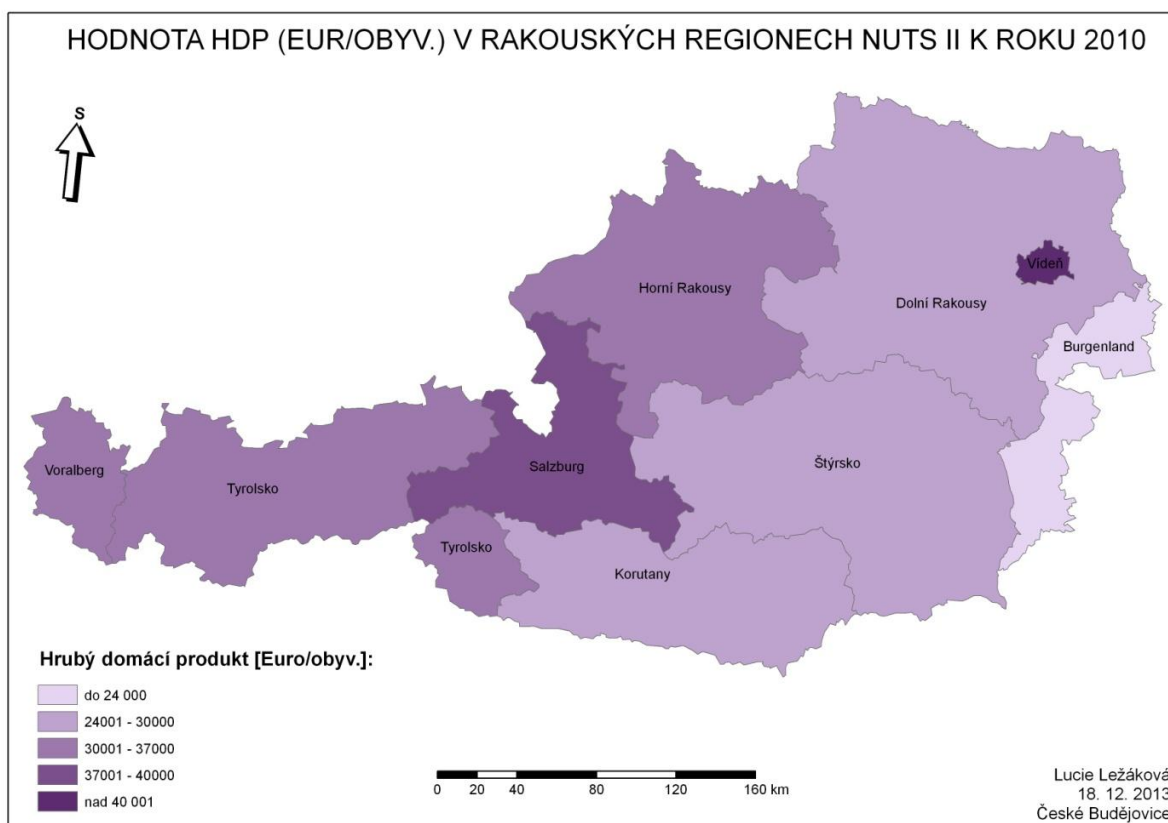 HODNOTA HDP (EUR/OBYV.) V RAKOUSKÝCH REGIONECH NUTS II K ROKU 2010
S
Vídeň
Horní Rakousy
Dolní Rakousy
Burgenland
Voralberg
Tyrolsko
Salzburg
Štýrsko
Tyrolsko
Korutany
Hrubý domácí produkt [Euro/obyv.]:
do 24 000
24001 - 30000
30001 - 37000
37001 - 40000
nad 40 001
0 20 40 80 120 160 km
Lucie Ležáková
18. 12. 2013
České Budějovice